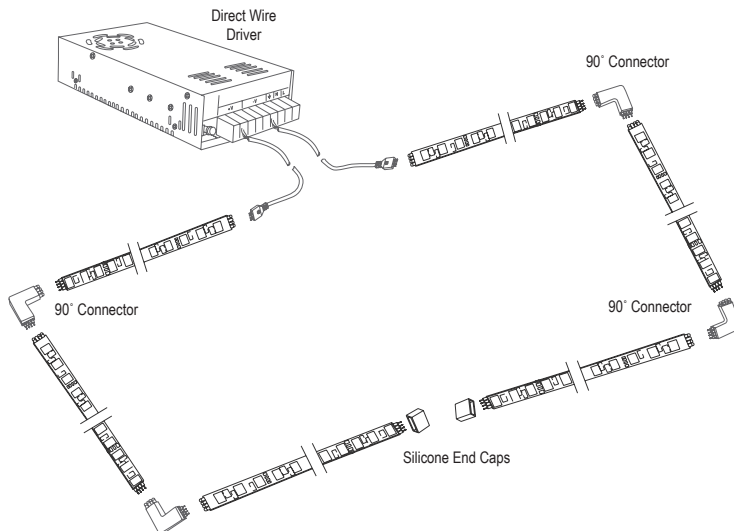 Direct Wire
Driver
90˚ Connector
90˚ Connector
90˚ Connector
Silicone End Caps